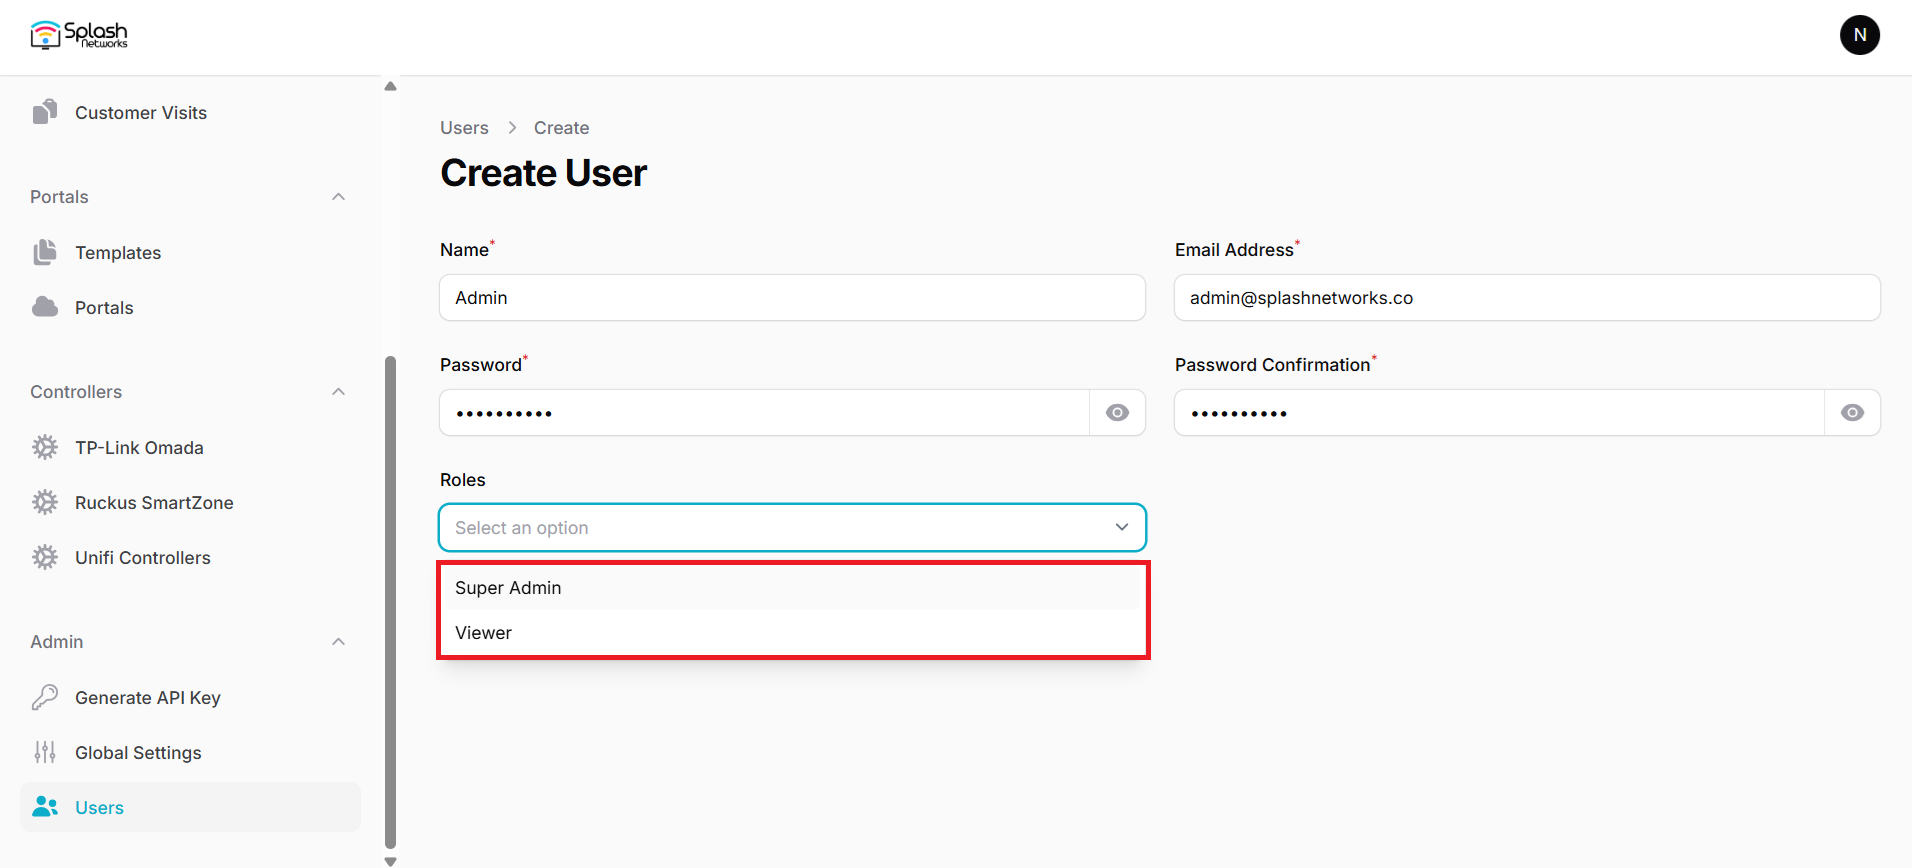 Splash
Networks
N
Customer Visits
Portals
Templates
Portals
Controllers
TP-Link Omada
Ruckus SmartZone
Unifi Controllers
Admin
Generate API Key
Global Settings
Users
Users > Create
Create User
Name*
Admin
Email Address*
admin@splashnetworks.co
Password*
••••••••••
Password Confirmation*
••••••••••
Roles
Select an option
Super Admin
Viewer